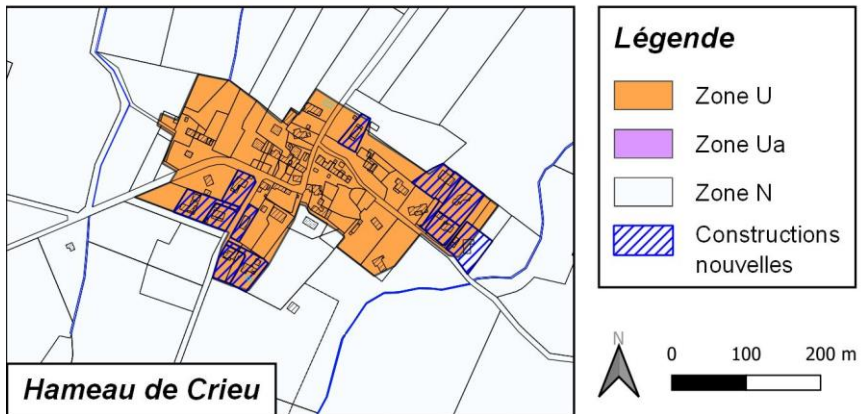 Hameau de Crieu
Légende
Zone U
Zone Ua
Zone N
Constructions
nouvelles
N
0 100 200 m